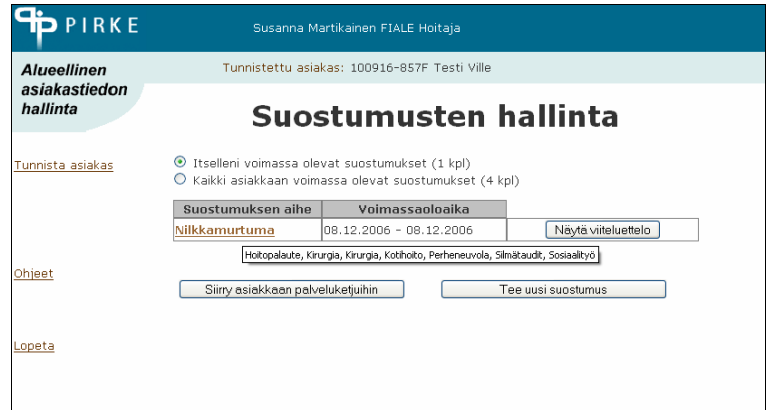 PIRKE
Susanna Martikainen FIALE Hoitaja
Tunnistettu asiakas: 100916-857F Testi Ville
Alueellinen
asiakastiedon
hallinta
Suostumusten hallinta
Tunnista asiakas
Itselleni voimassa olevat suostumukset (1 kpl)
Kaikki asiakkaan voimassa olevat suostumukset (4 kpl)
Suostumuksen aihe Voimassaoloaika
Nilkkamurtuma 08.12.2006 - 08.12.2006 Näytä viiteluettelo
Hoitopalaute, Kirurgia, Kirurgia, Kotihoito, Perheneuvola, Silmätaudit, Sosiaalityö
Ohjeet
Siirry asiakkaan palveluketjuihin Tee uusi suostumus
Lopeta